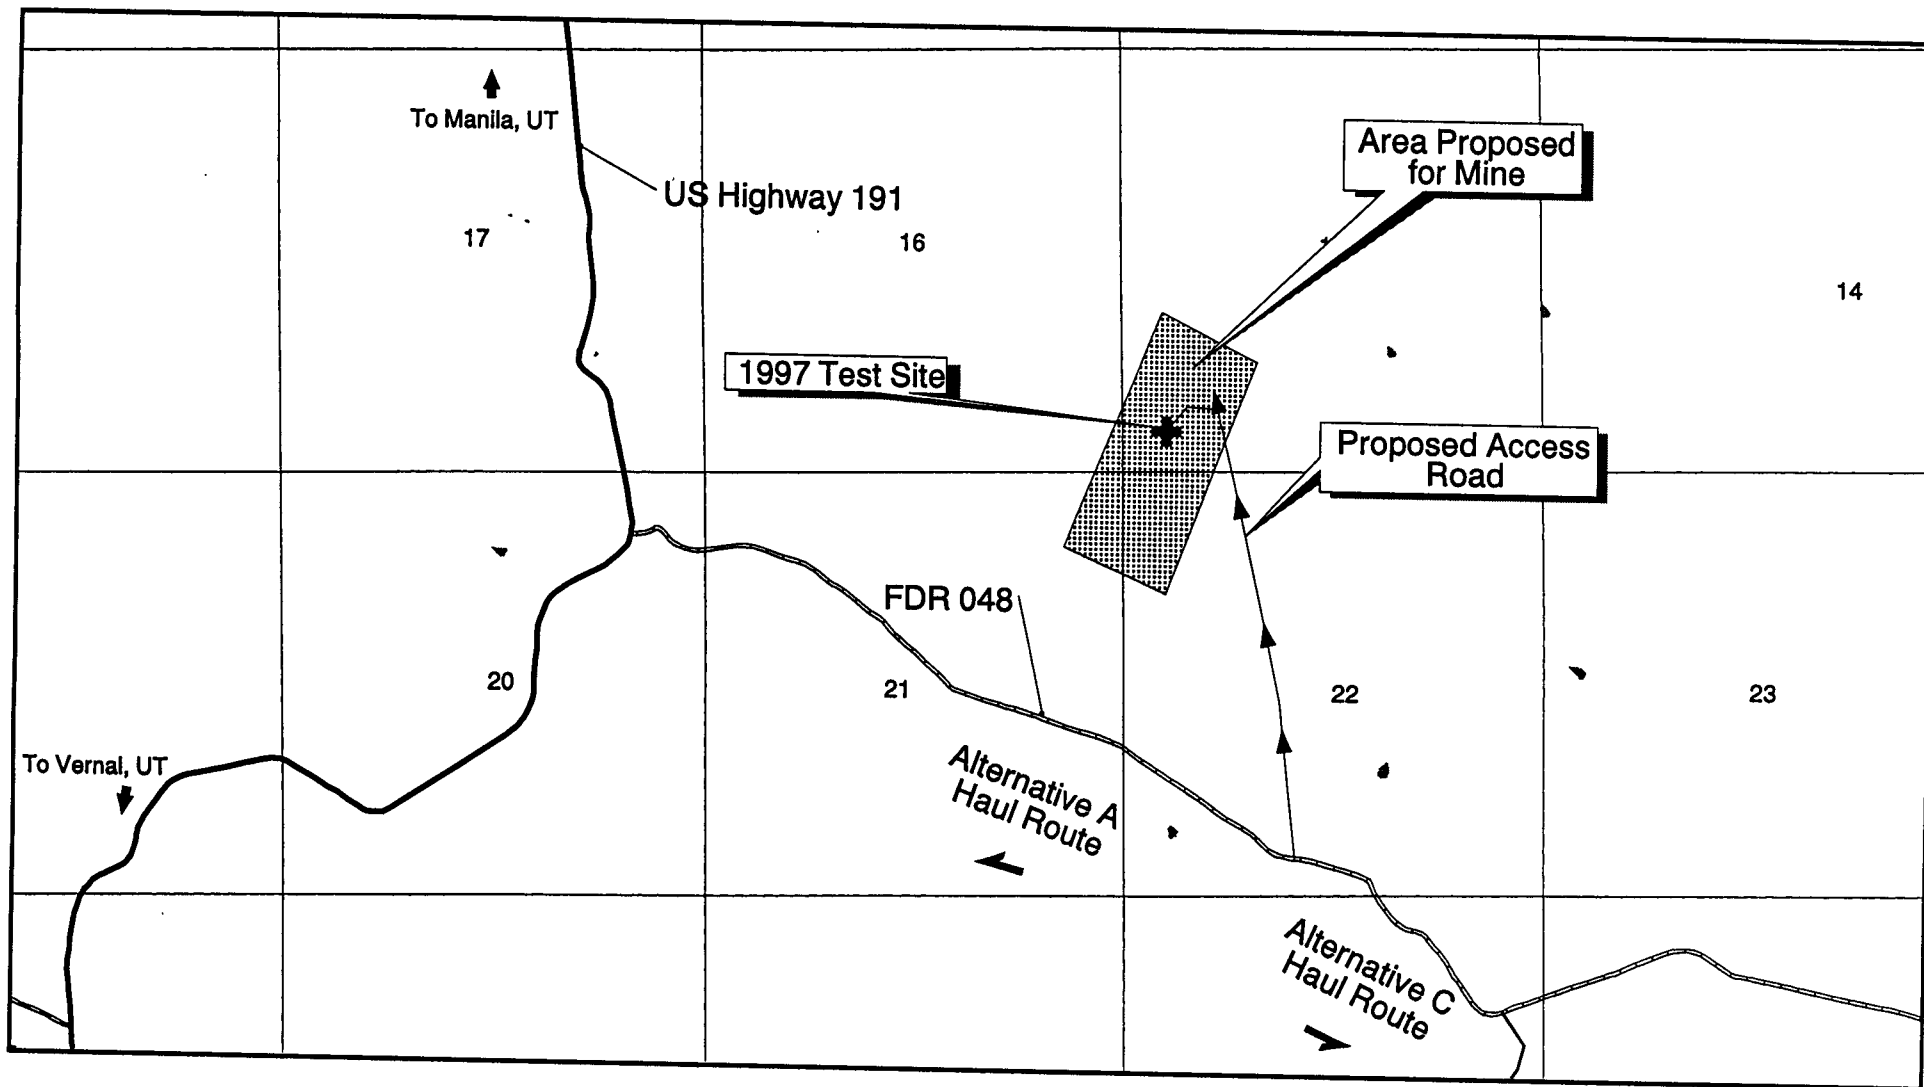 To Manila, UT
US Highway 191
Area Proposed
for Mine
17
16
14
1997 Test Site
Proposed Access
Road
FDR 048
20
21
22
23
To Vernal, UT
Alternative A
Haul Route
Alternative C
Haul Route